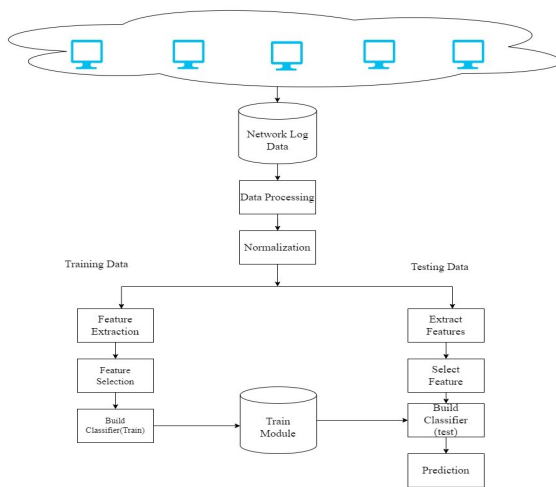 Network Log
Data
Data Processing
Normalization
Training Data
Testing Data
Feature
Extraction
Extract
Features
Feature
Selection
Select
Feature
Build
Classifier(Train)
Train
Module
Build
Classifier
(test)
Prediction